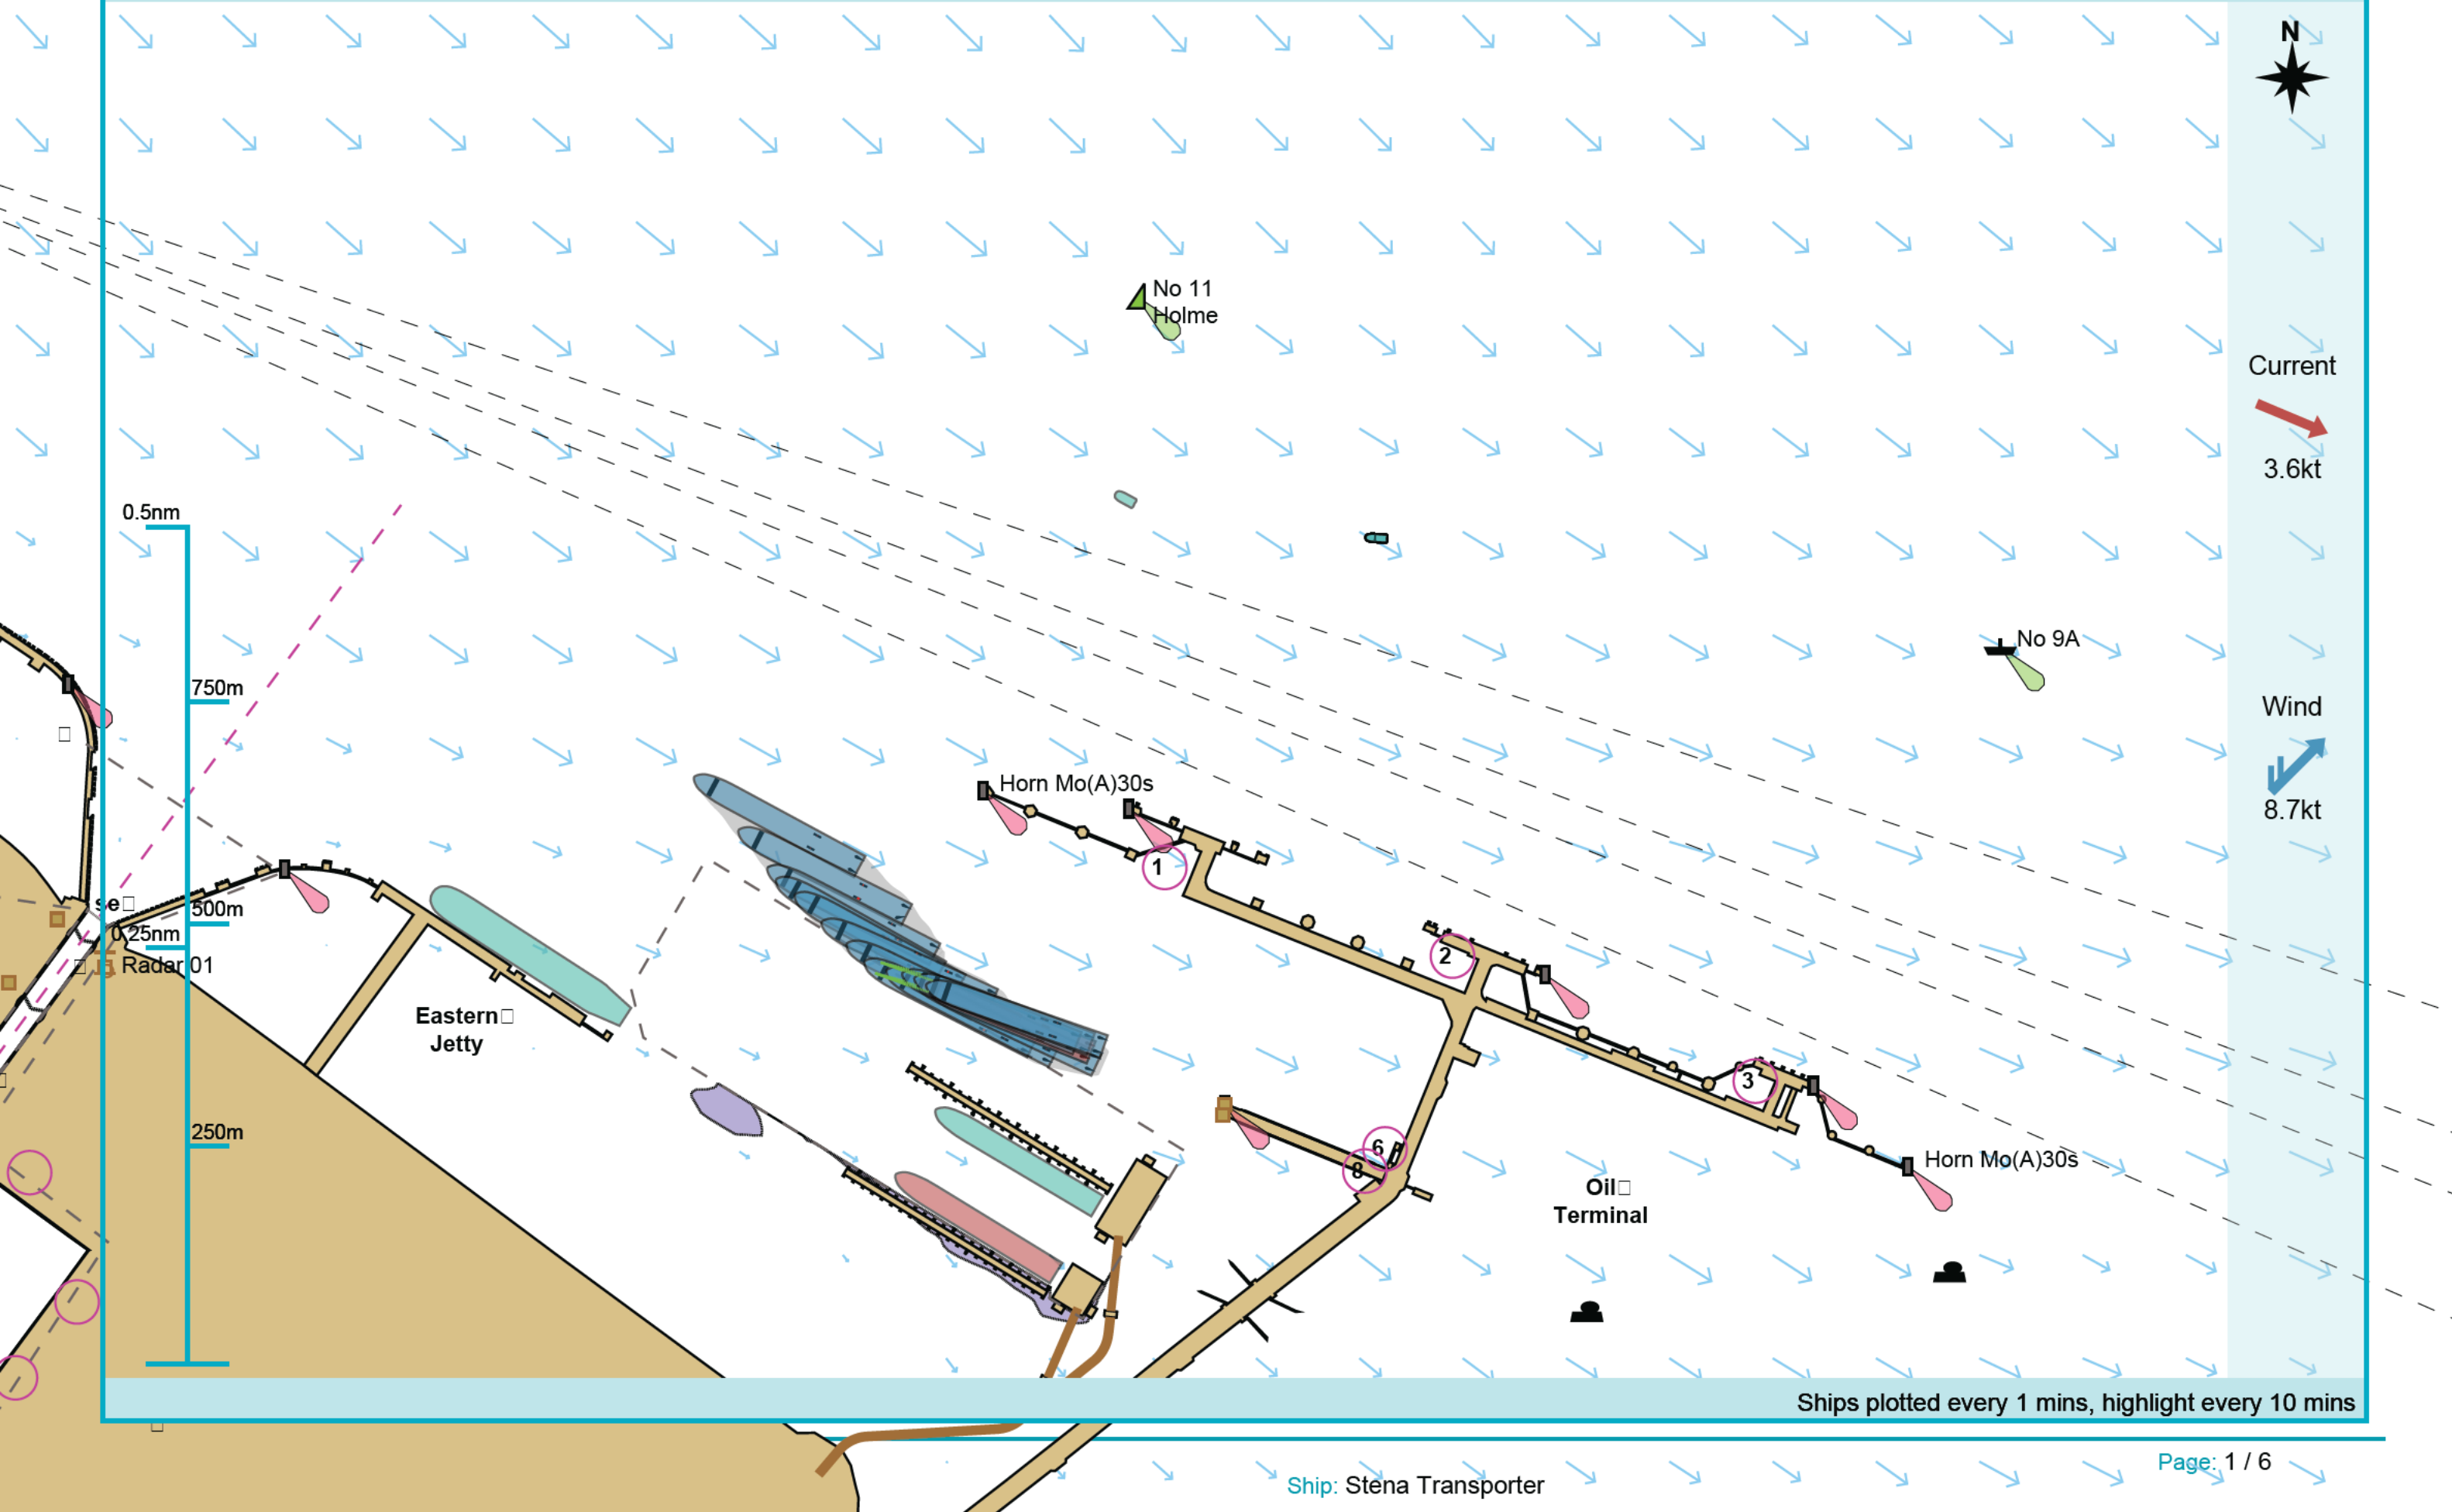 N
No 11
Holme
Current
3.6kt
0.5nm
No 9A
750m
Wind
8.7kt
Horn Mo(A)30s
1
se
500m
0.25nm
Radar 01
2
Eastern
Jetty
3
250m
6
8
Horn Mo(A)30s
Oil
Terminal
Ships plotted every 1 mins, highlight every 10 mins
Page: 1 / 6
Ship: Stena Transporter